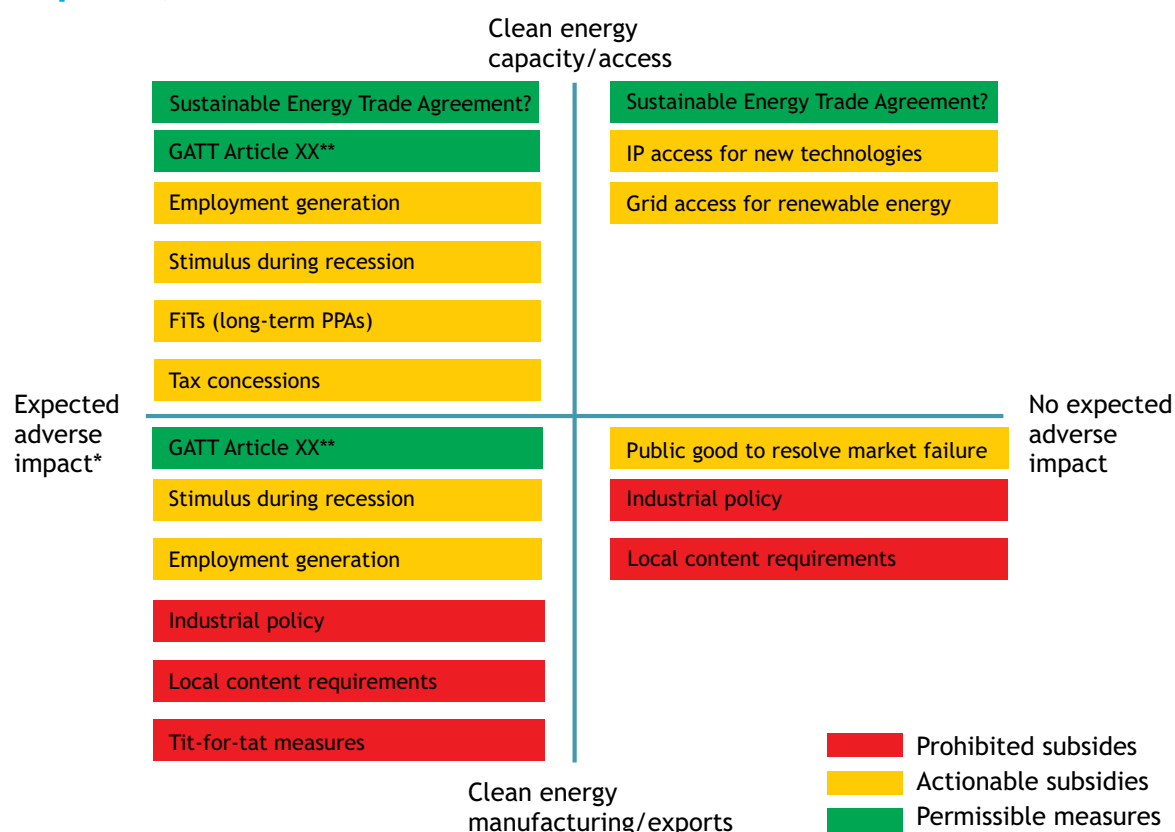 Clean energy
capacity/access
Sustainable Energy Trade Agreement?
GATT Article XX**
Employment generation
Stimulus during recession
FiTs (long-term PPAs)
Tax concessions
Sustainable Energy Trade Agreement?
IP access for new technologies
Grid access for renewable energy
Expected
adverse
impact*
No expected
adverse
impact
GATT Article XX**
Stimulus during recession
Employment generation
Industrial policy
Local content requirements
Tit-for-tat measures
Public good to resolve market failure
Industrial policy
Local content requirements
Clean energy
manufacturing/exports
Prohibited subsides
Actionable subsidies
Permissible measures